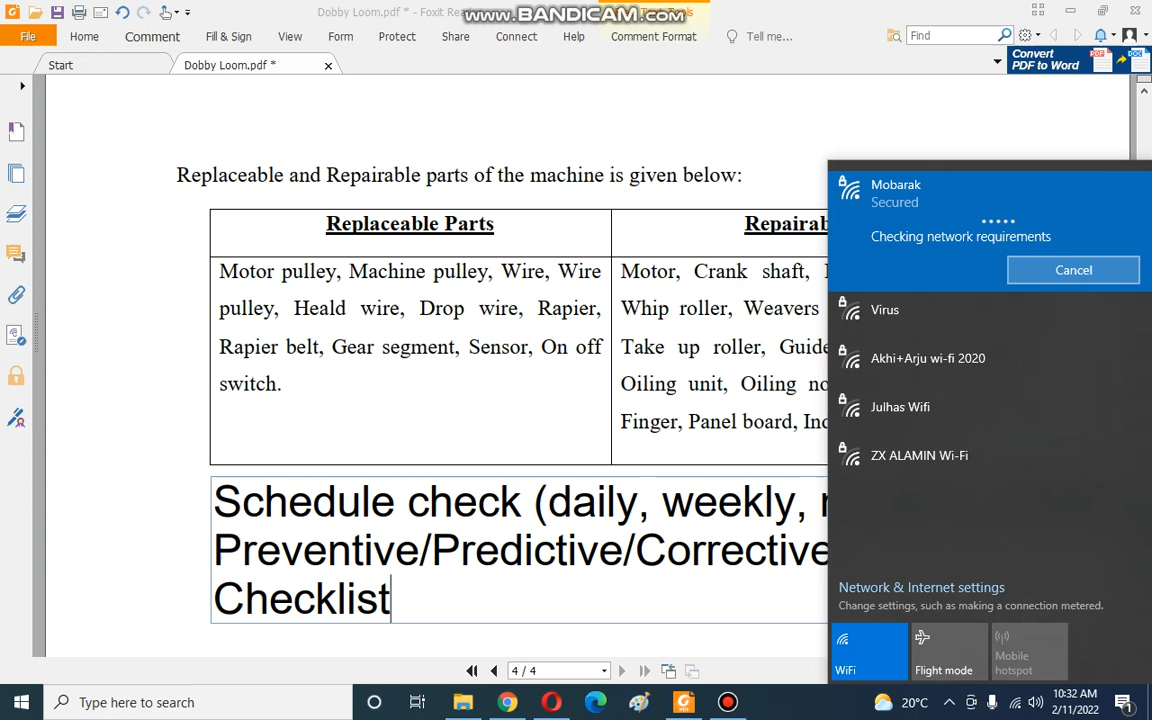 Dobby Loom.pdf * - Foxit Rea
www.BANDICAM.com
File
Home
Comment
Fill & Sign
View
Form
Protect
Share
Connect
Help
Comment Format
Tell me...
Find
Start
Dobby Loom.pdf *
Convert
PDF to Word
Replaceable and Repairable parts of the machine is given below:
Replaceable Parts
Motor pulley, Machine pulley, Wire, Wire
pulley, Heald wire, Drop wire, Rapier,
Rapier belt, Gear segment, Sensor, On off
switch.
Repairab
Motor, Crank shaft,
Whip roller, Weavers
Take up roller, Guide
Oiling unit, Oiling no
Finger, Panel board, Inc
Schedule check (daily, weekly,
Preventive/Predictive/Corrective
Checklist
Mobarak
Secured
Checking network requirements
Cancel
Virus
Akhi+Arju wi-fi 2020
Julhas Wifi
ZX ALAMIN Wi-Fi
Network & Internet settings
Change settings, such as making a connection metered.
WiFi
Flight mode
Mobile
hotspot
4 / 4
Type here to search
20°C
10:32 AM
2/11/2022
1